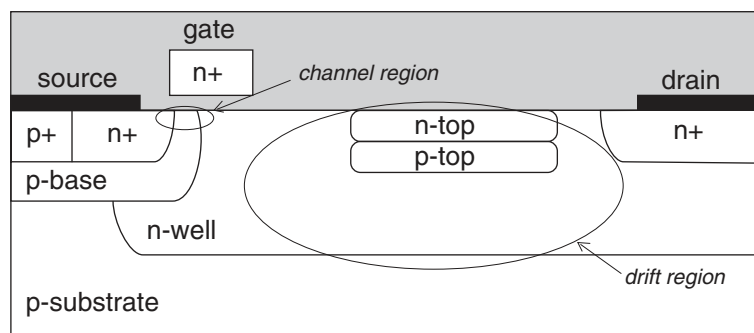 gate
source
n+
channel region
drain
p+
n+
n-top
n+
p-top
p-base
n-well
drift region
p-substrate